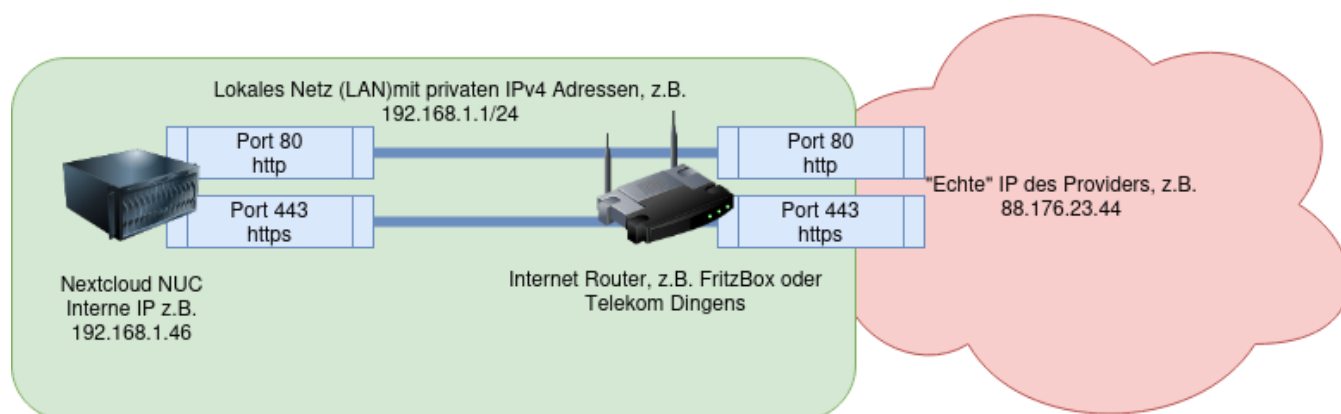 Lokales Netz (LAN)mit privaten IPv4 Adressen, z.B.
192.168.1.1/24
Port 80
http
Port 80
http
Port 443
https
Port 443
https
"Echte" IP des Providers, z.B.
88.176.23.44
Nextcloud NUC
Interne IP z.B.
192.168.1.46
Internet Router, z.B. FritzBox oder
Telekom Dingens